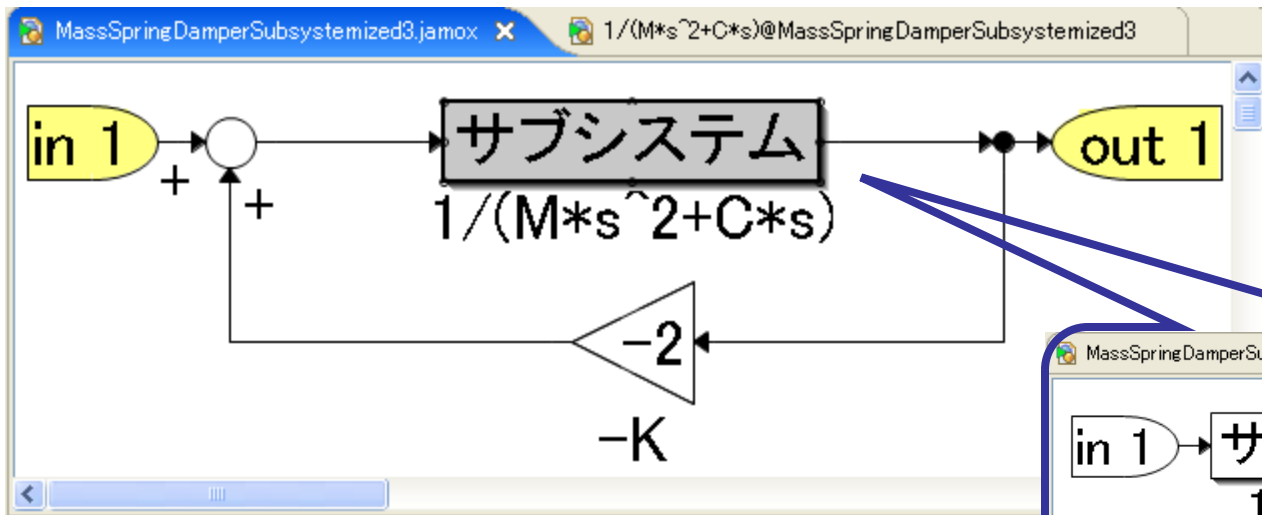 MassSpringDamperSubsystemized3.jamox
1/(M*s^2+C*s)@MassSpringDamperSubsystemized3
in 1
サブシステム
out 1
+
+
1/(M*s^2+C*s)
-2
-K
MassSpringDamperSu
in 1
サ